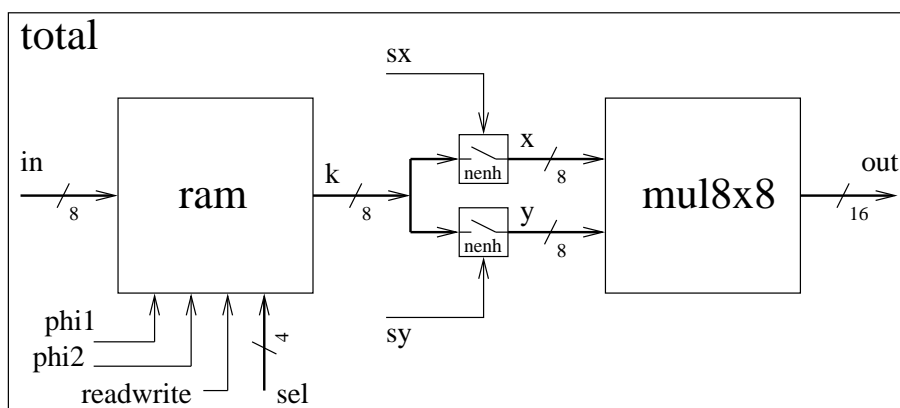 total
sx
in
8
ram
k
8
nenh
x
8
nenh
y
8
mul8x8
out
16
phi1
phi2
readwrite
4
sel
sy